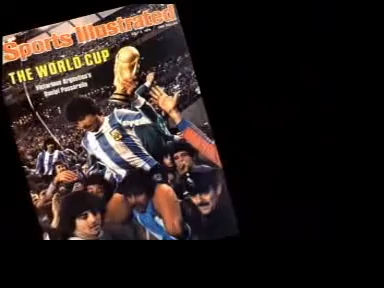 Sports Illustrated
THE WORLD CUP
Victorious Argentina's
Daniel Passarella